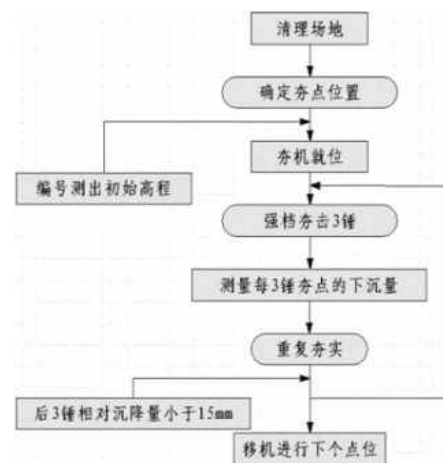 清理场地
确定夯点位置
夯机就位
编号测出初始高程
强档夯击3锤
测量每3锤夯点的下沉量
重复夯实
后3锤相对沉降量小于15mm
移机进行下个点位